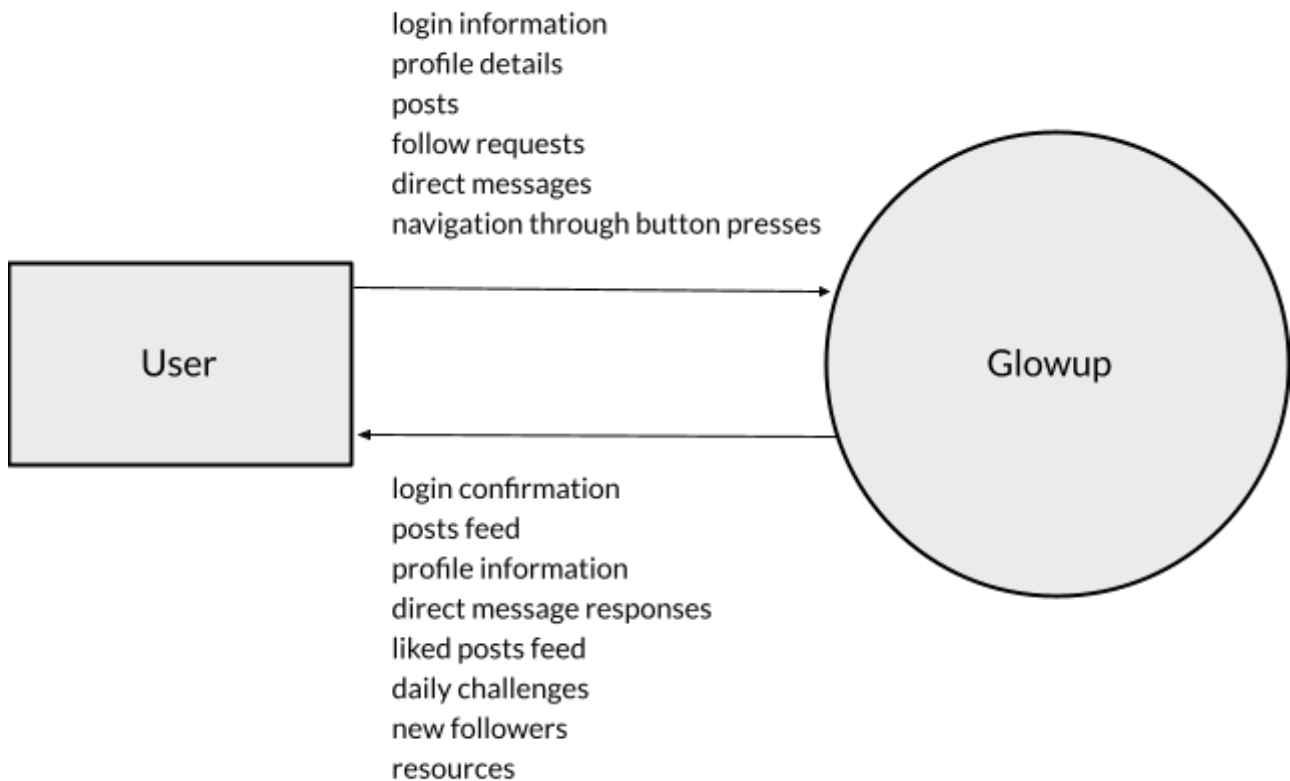 login information
profile details
posts
follow requests
direct messages
navigation through button presses
User
Glowup
login confirmation
posts feed
profile information
direct message responses
liked posts feed
daily challenges
new followers
resources